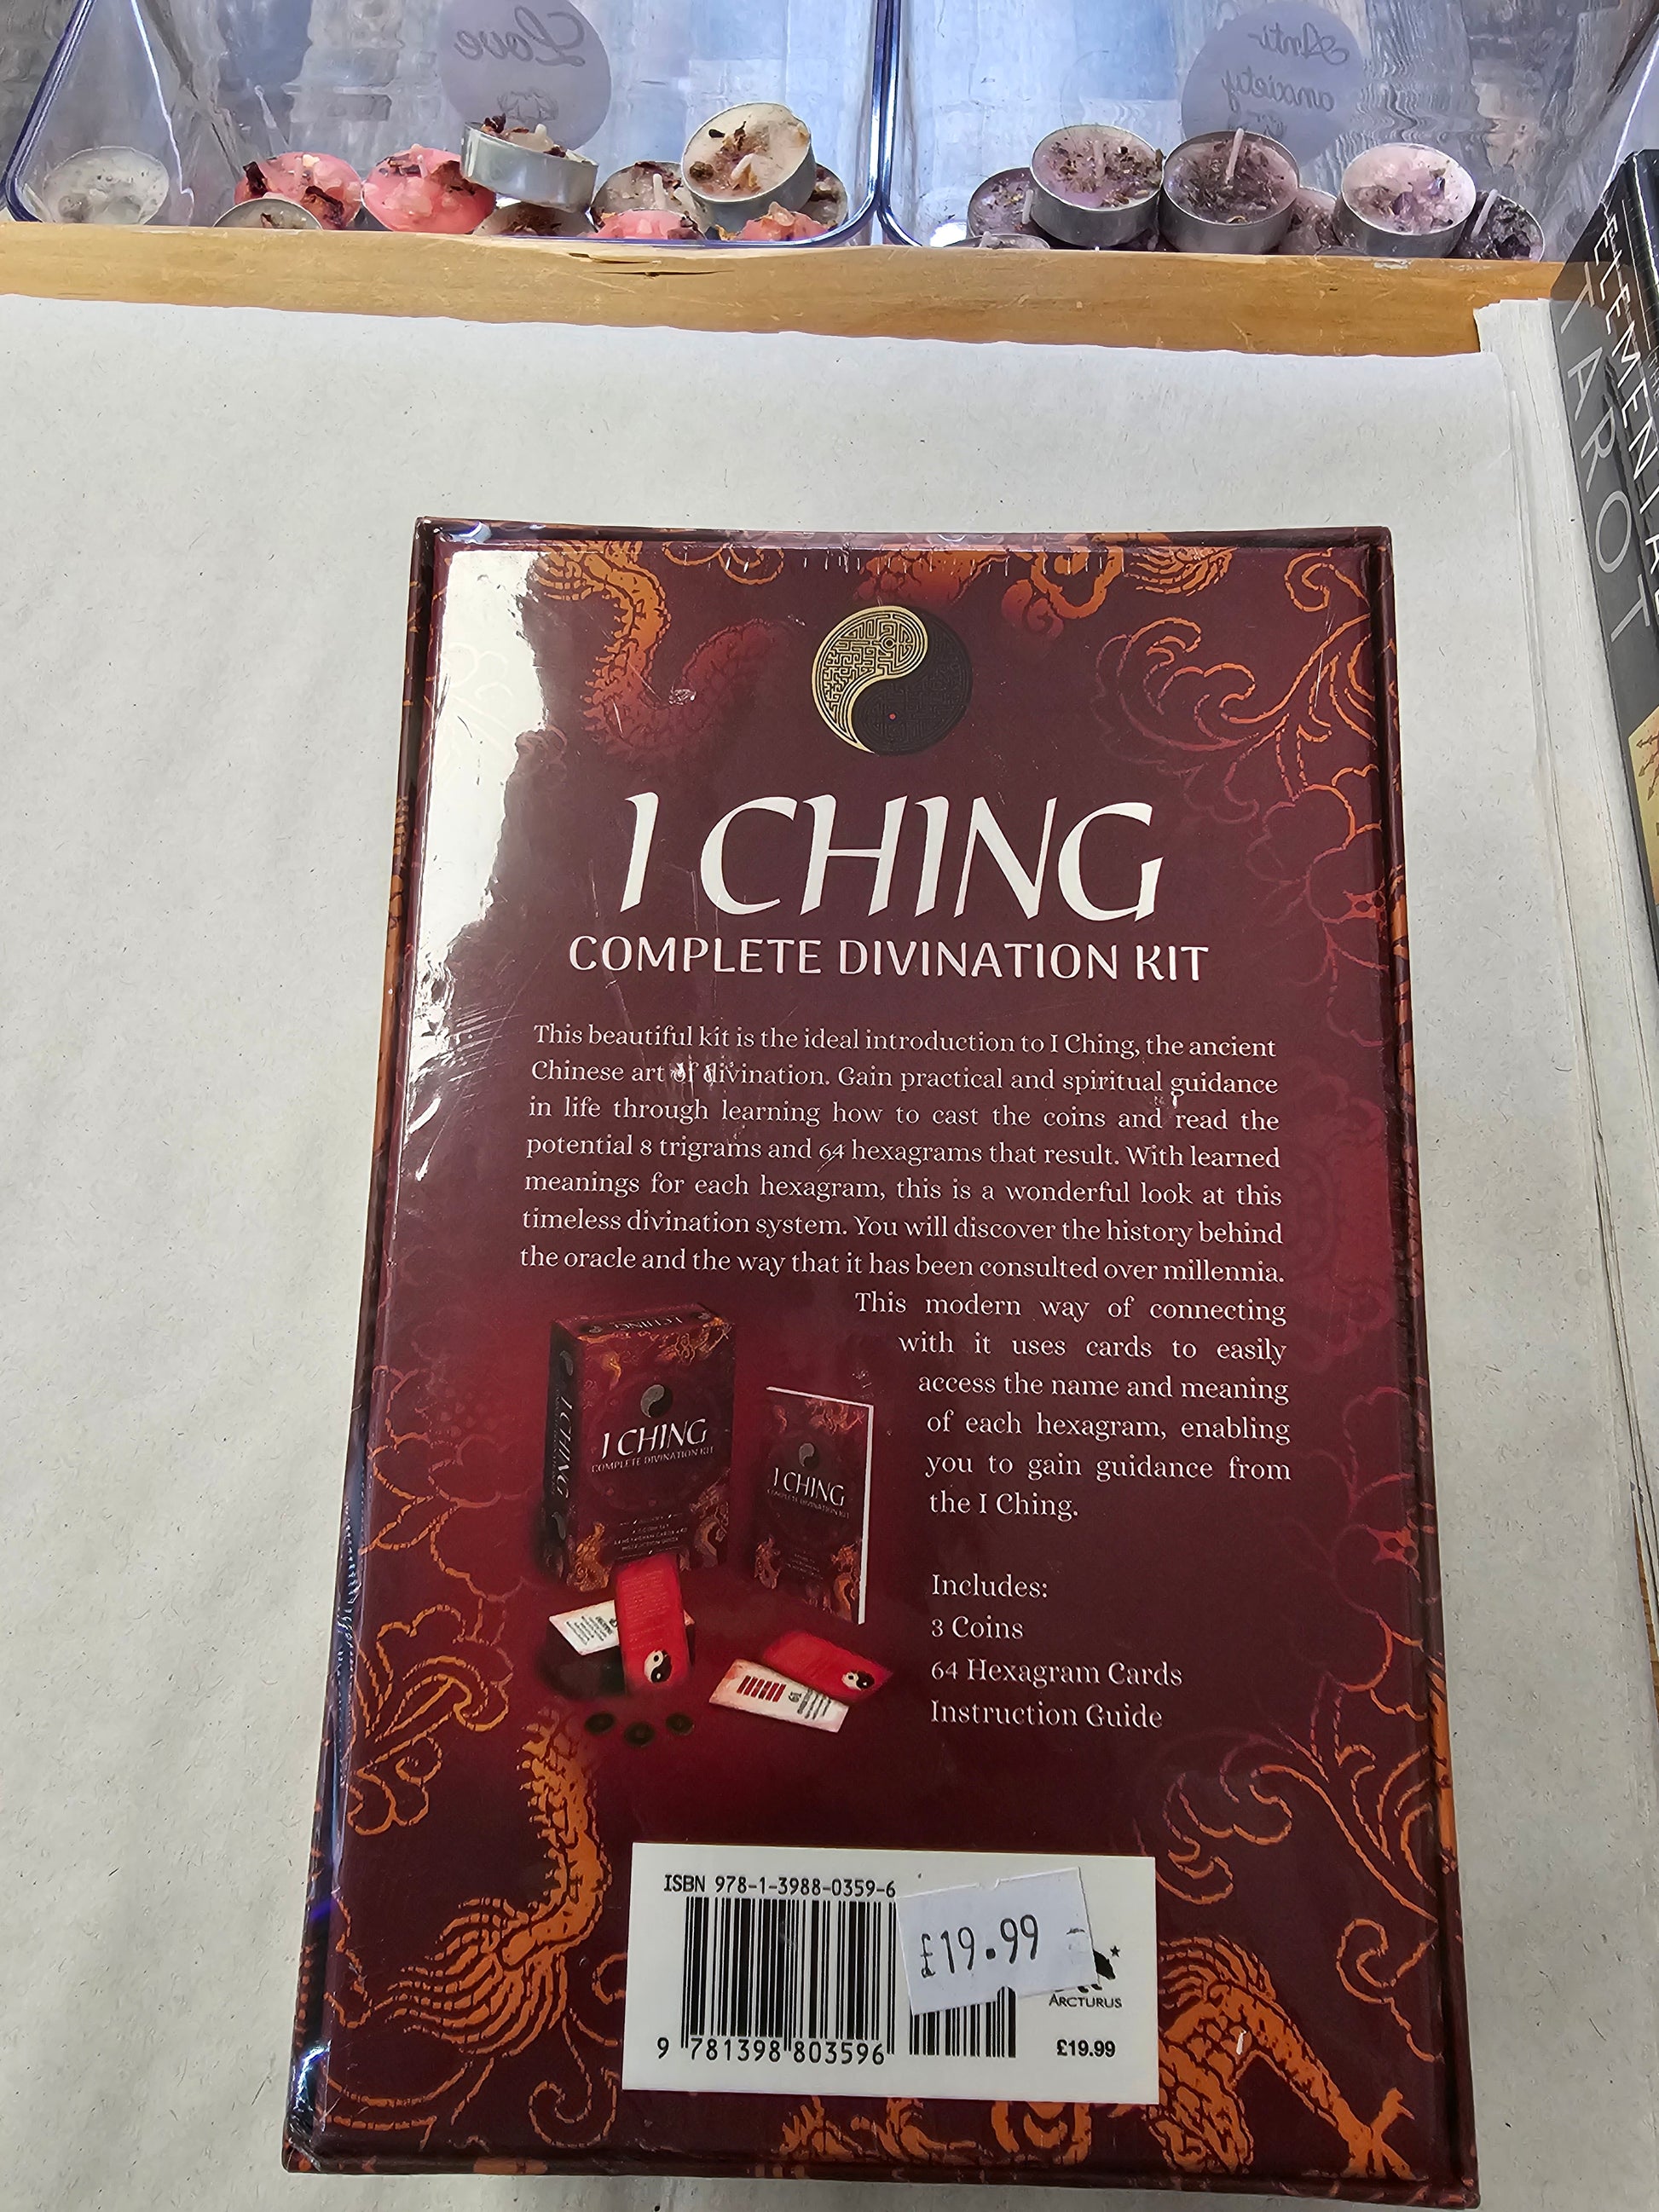 Love
Anti-
anxiety
ELEMENTAL
TAROT
I CHING
COMPLETE DIVINATION KIT
This beautiful kit is the ideal introduction to I Ching, the ancient
Chinese art of divination. Gain practical and spiritual guidance
in life through learning how to cast the coins and read the
potential 8 trigrams and 64 hexagrams that result. With learned
meanings for each hexagram, this is a wonderful look at this
timeless divination system. You will discover the history behind
the oracle and the way that it has been consulted over millennia.
This modern way of connecting
with it uses cards to easily
access the name and meaning
of each hexagram, enabling
you to gain guidance from
the I Ching.
I CHING
I CHING
I CHING
COMPLETE DIVINATION KIT
I CHING
COMPLETE DIVINATION KIT
61
Includes:
3 Coins
64 Hexagram Cards
Instruction Guide
ISBN 978-1-3988-0359-6
£19.99
ARCTURUS
£19.99
9 781398 803596